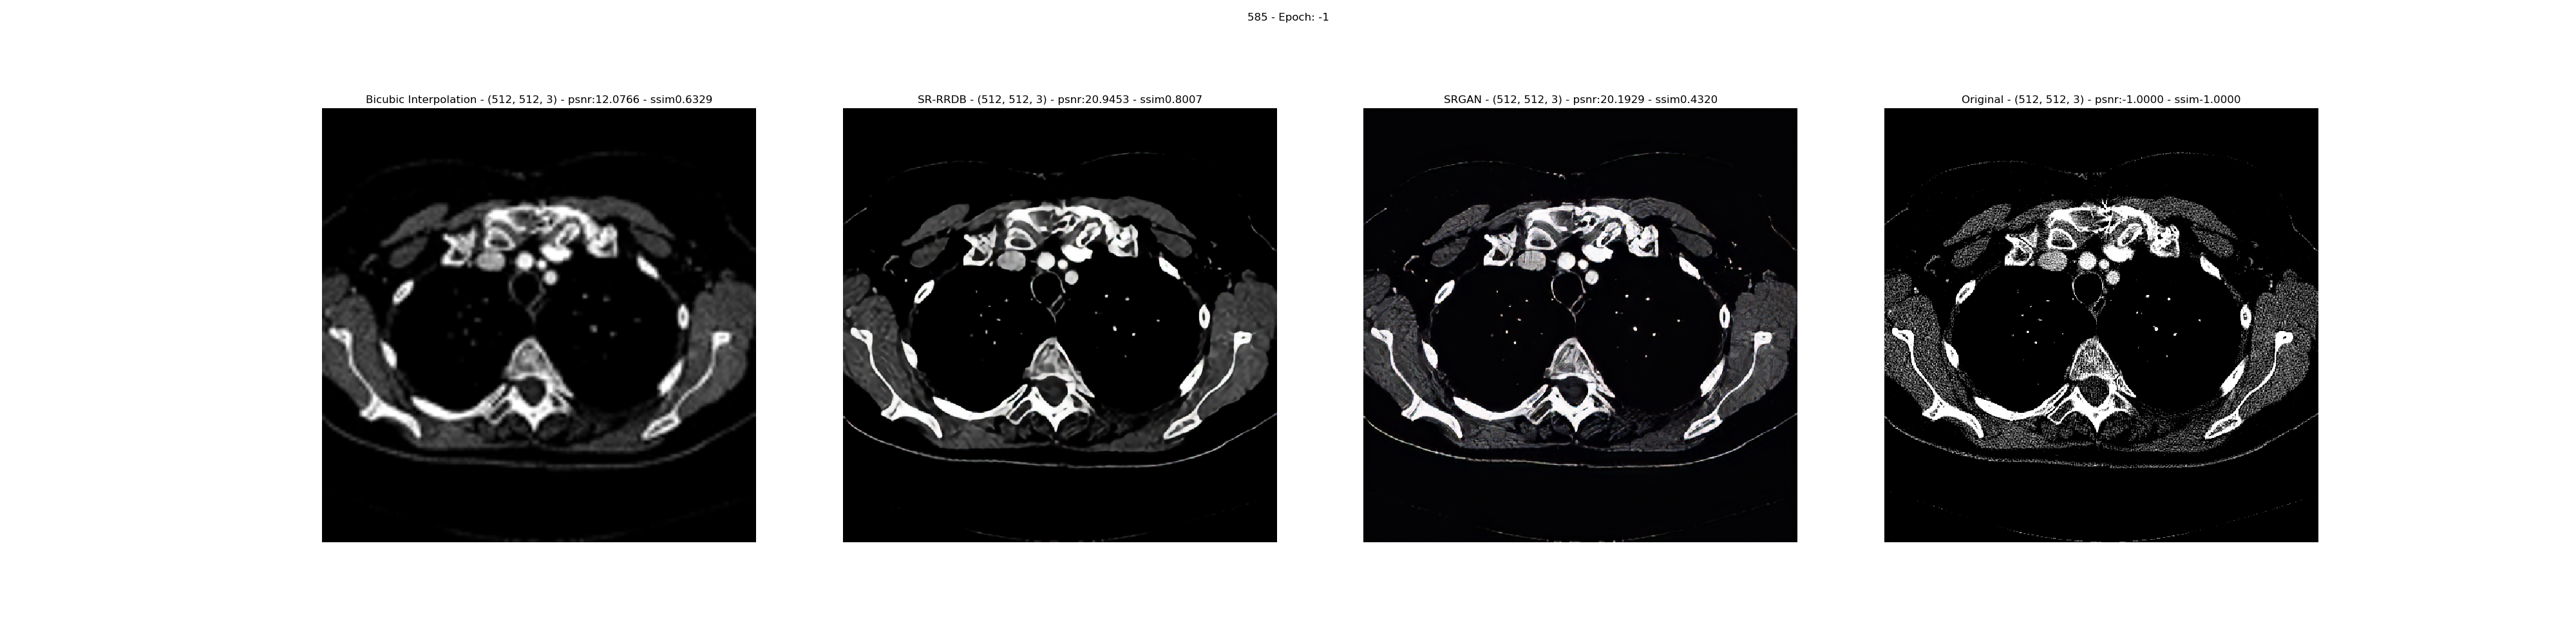 585 - Epoch: -1
Bicubic Interpolation - (512, 512, 3) - psnr:12.0766 - ssim0.6329
SR-RRDB - (512, 512, 3) - psnr:20.9453 - ssim0.8007
SRGAN - (512, 512, 3) - psnr:20.1929 - ssim0.4320
Original - (512, 512, 3) - psnr:-1.0000 - ssim-1.0000